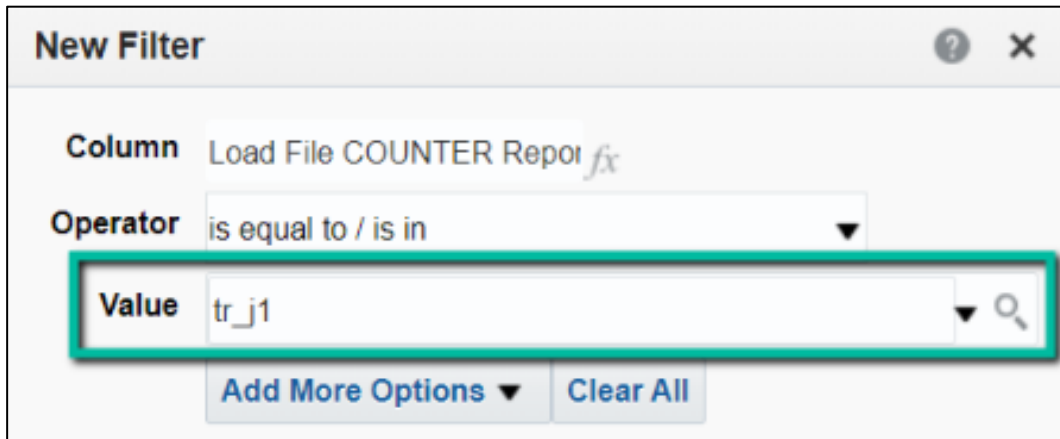 New Filter ? ×
Column Load File COUNTER Repor fx
Operator is equal to / is in
Value tr_j1
Add More Options Clear All